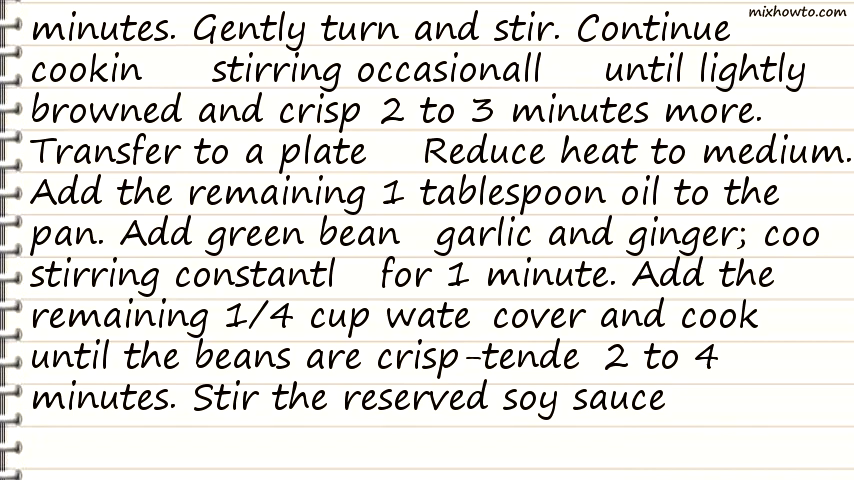 mixhowto.com
minutes. Gently turn and stir. Continue
cookin stirring occasionall until lightly
browned and crisp 2 to 3 minutes more.
Transfer to a plate Reduce heat to medium.
Add the remaining 1 tablespoon oil to the
pan. Add green bean garlic and ginger; coo
stirring constantl for 1 minute. Add the
remaining 1/4 cup wate cover and cook
until the beans are crisp-tende 2 to 4
minutes. Stir the reserved soy sauce